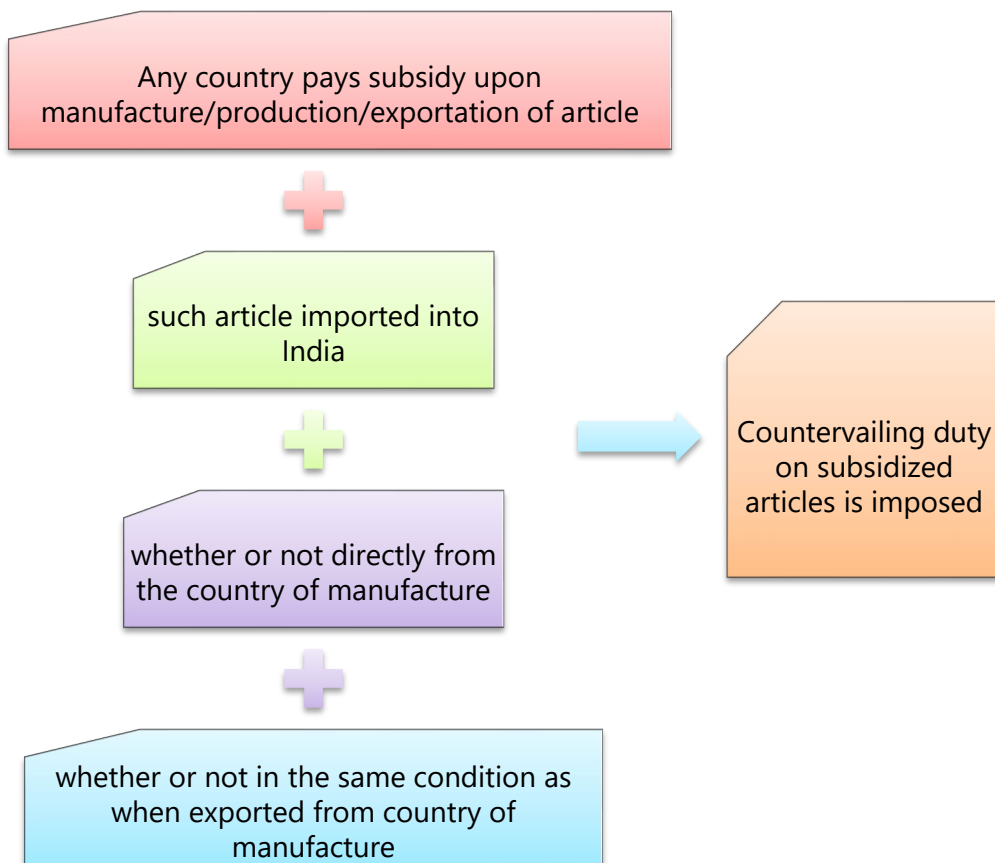 Any country pays subsidy upon
manufacture/production/exportation of article
such article imported into
India
whether or not directly from
the country of manufacture
whether or not in the same condition as
when exported from country of
manufacture
Countervailing duty
on subsidized
articles is imposed